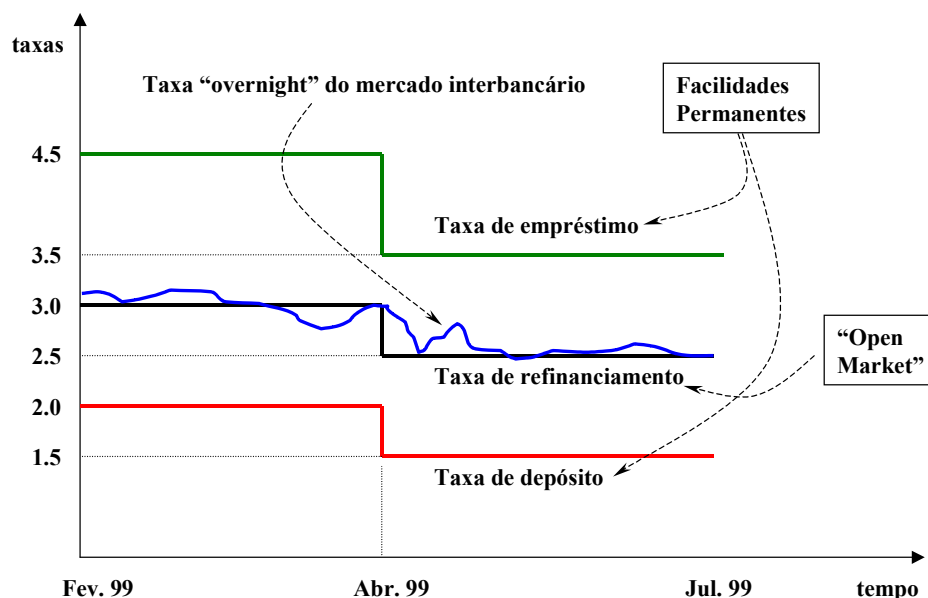 taxas
Taxa “overnight” do mercado interbancário
Facilidades
Permanentes
4.5
Taxa de empréstimo
3.5
3.0
“Open
Market”
2.5
Taxa de refinanciamento
2.0
1.5
Taxa de depósito
Fev. 99
Abr. 99
Jul. 99
tempo